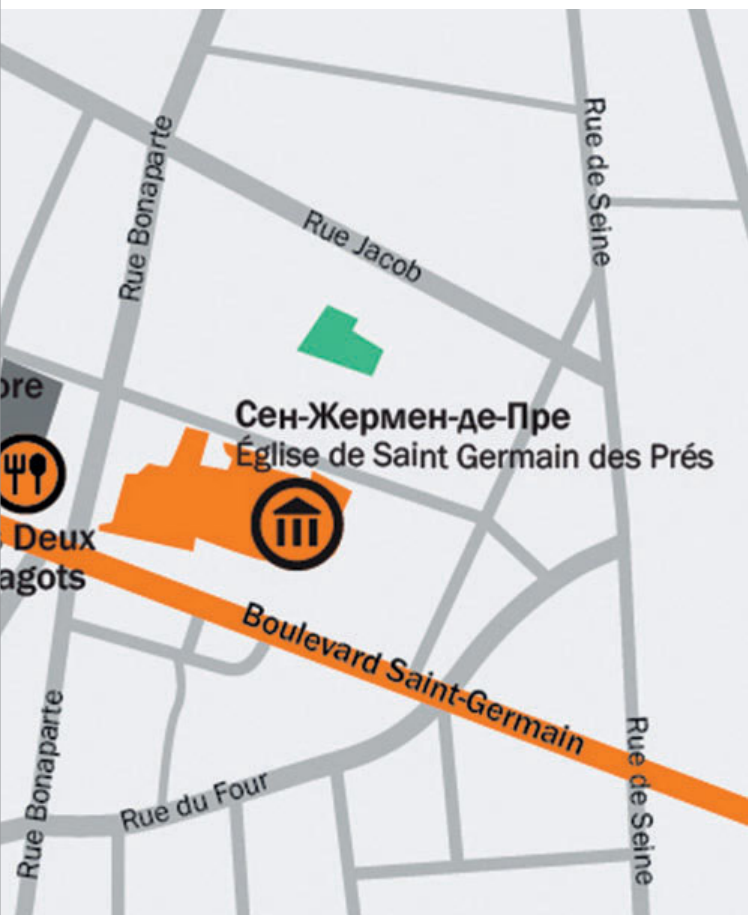 Rue Bonaparte
Rue de Seine
Rue Jacob
ore
Сен-Жермен-де-Пре
Église de Saint Germain des Prés
s Deux
agots
Boulevard Saint-Germain
Rue Bonaparte
Rue du Four
Rue de Seine